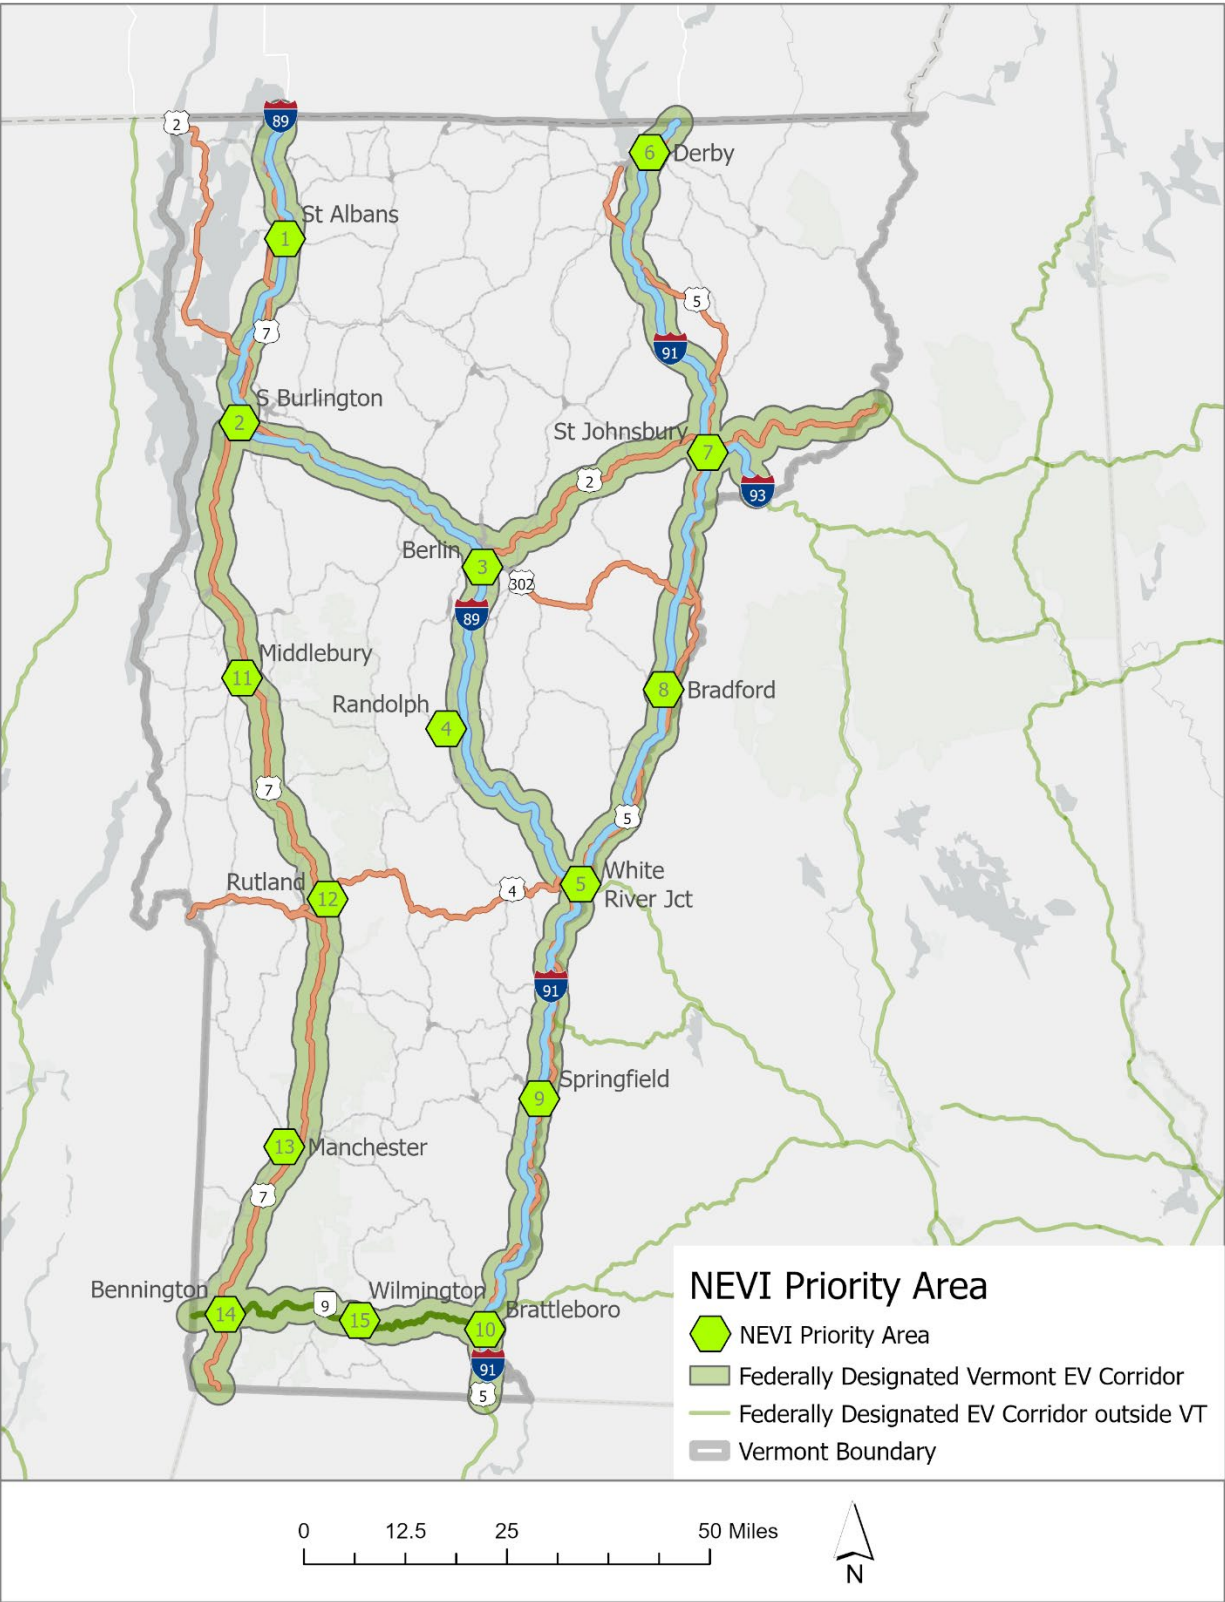 2
89
6
Derby
St Albans
1
5
7
91
S Burlington
2
St Johnsbury
7
2
93
Berlin
3
302
89
Middlebury
11
8
Bradford
Randolph
4
7
5
White
River Jct
5
Rutland
12
4
91
Springfield
9
13
Manchester
7
Bennington
14
9
Wilmington
15
Brattleboro
10
91
5
NEVI Priority Area
NEVI Priority Area
Federally Designated Vermont EV Corridor
Federally Designated EV Corridor outside VT
Vermont Boundary
0 12.5 25 50 Miles
N